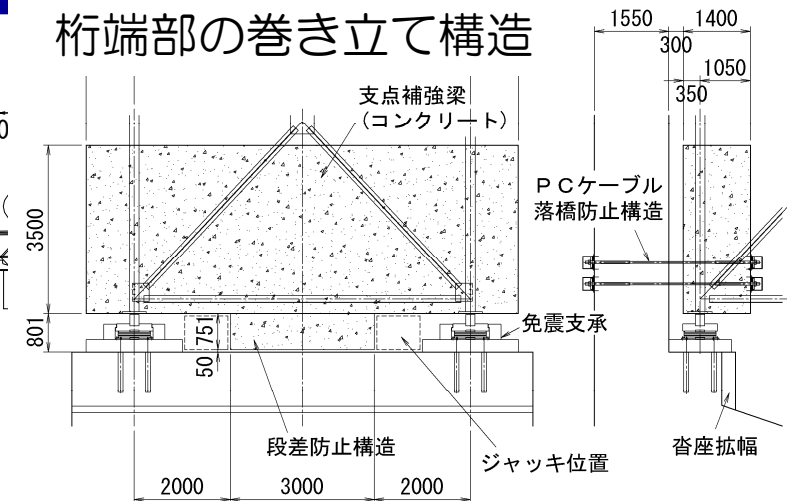 桁端部の巻き立て構造
支点補強梁
（コンクリート）
ＰＣケーブル
落橋防止構造
免震支承
段差防止構造
ジャッキ位置
沓座拡幅
1550
1400
300
1050
350
3500
801
751
50
2000
3000
2000